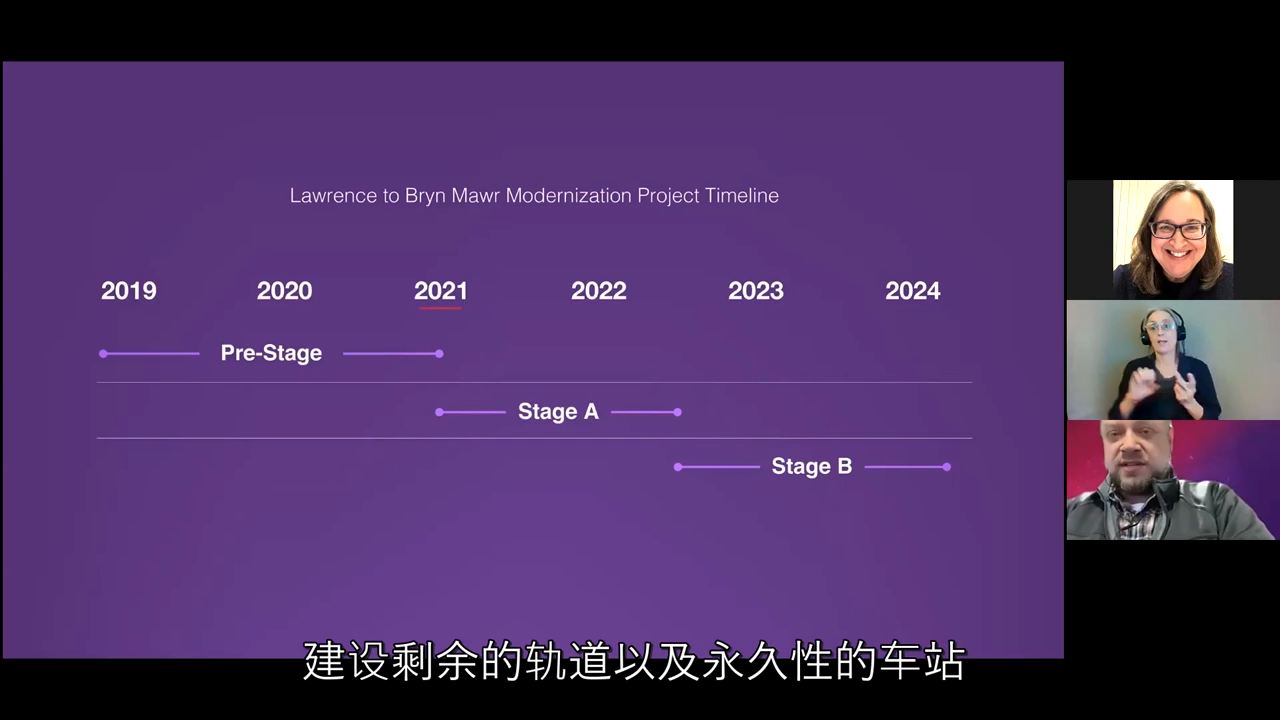 Lawrence to Bryn Mawr Modernization Project Timeline
2019 2020 2021 2022 2023 2024
Pre-Stage
Stage A
Stage B
建设剩余的轨道以及永久性的车站